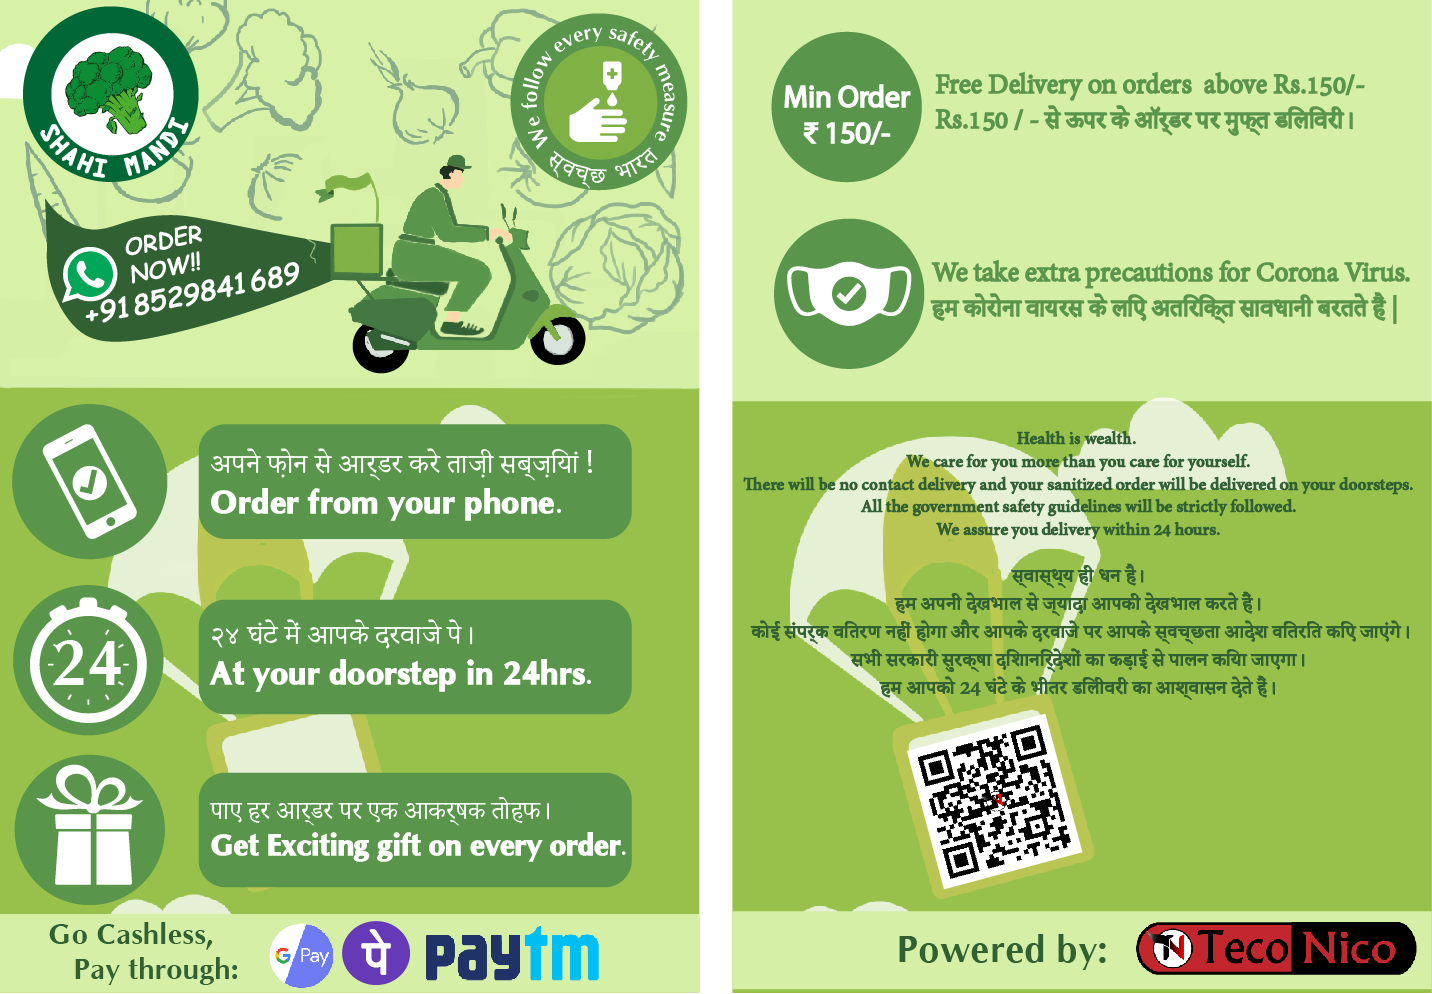 SHAHI MANDI
We follow every safety measure
स्वच्छ भारत
ORDER
NOW!!
+918529841689
अपने फ़ोन से आर्डर करे ताज़ी सब्ज़ियां !
Order from your phone.
24
२४ घंटे में आपके दरवाजे पे।
At your doorstep in 24hrs.
पाए हर आर्डर पर एक आकर्षक तोहफ।
Get Exciting gift on every order.
Go Cashless,
Pay through:
G Pay
पे
paytm
Min Order
₹ 150/-
Free Delivery on orders above Rs.150/-
Rs.150 / - से ऊपर के ऑर्डर पर मुफ्त डिलिवरी।
We take extra precautions for Corona Virus.
हम कोरोना वायरस के लिए अतिरिक्त सावधानी बरतते है |
Health is wealth.
We care for you more than you care for yourself.
There will be no contact delivery and your sanitized order will be delivered on your doorsteps.
All the government safety guidelines will be strictly followed.
We assure you delivery within 24 hours.
स्वास्थ्य ही धन है।
हम अपनी देखभाल से ज्यादा आपकी देखभाल करते हैं।
कोई संपर्क वितरण नहीं होगा और आपके दरवाजे पर आपके स्वच्छता आदेश वितरित किए जाएंगे।
सभी सरकारी सुरक्षा दिशानिर्देशों का कड़ाई से पालन किया जाएगा।
हम आपको 24 घंटे के भीतर डिलीवरी का आश्वासन देते हैं।
Powered by:
TN Teco Nico